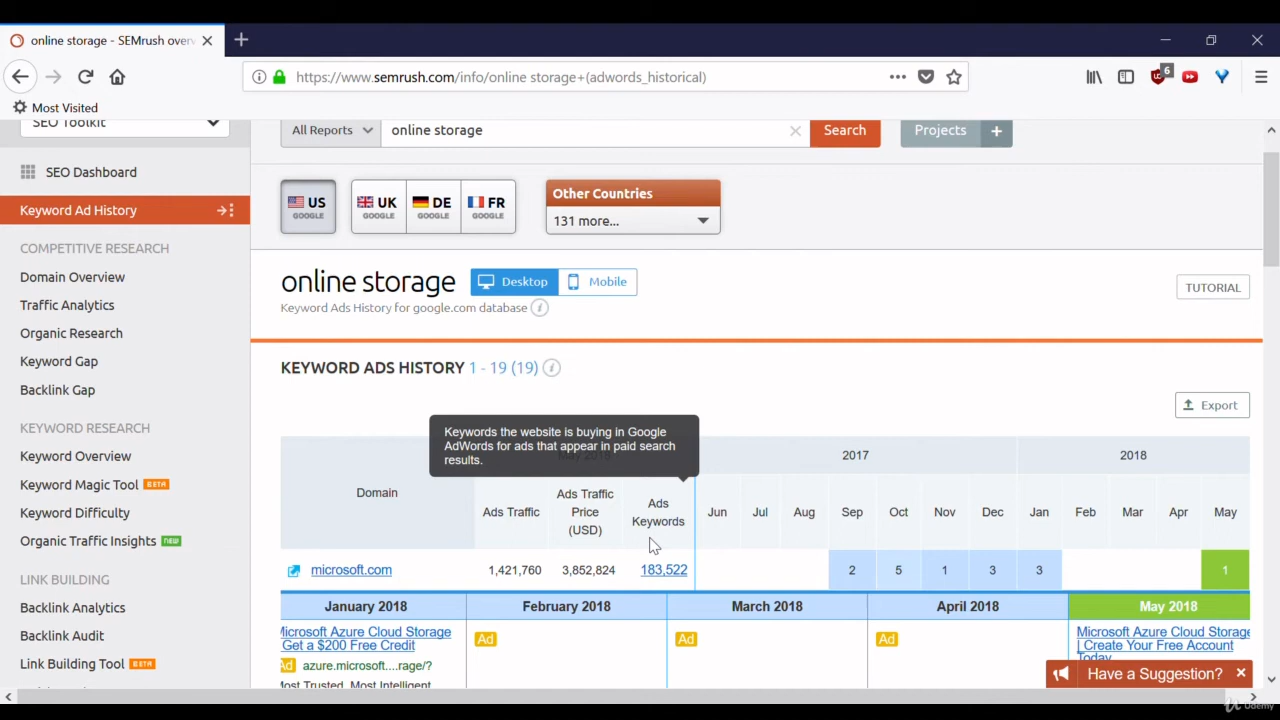 online storage - SEMrush over
6
https://www.semrush.com/info/online storage+(adwords_historical)
Most Visited
SEO Toolkit
All Reports
online storage
Search
Projects
SEO Dashboard
Keyword Ad History
COMPETITIVE RESEARCH
Domain Overview
Traffic Analytics
Organic Research
Keyword Gap
Backlink Gap
KEYWORD RESEARCH
Keyword Overview
Keyword Magic Tool BETA
Keyword Difficulty
Organic Traffic Insights NEW
LINK BUILDING
Backlink Analytics
Backlink Audit
Link Building Tool BETA
US GOOGLE
UK GOOGLE
DE GOOGLE
FR GOOGLE
Other Countries
131 more...
online storage
Desktop
Mobile
TUTORIAL
Keyword Ads History for google.com database
KEYWORD ADS HISTORY 1 - 19 (19)
Export
Keywords the website is buying in Google
AdWords for ads that appear in paid search
results.
2017
2018
Domain
Ads Traffic
Ads Traffic
Price
(USD)
Ads
Keywords
Jun Jul Aug Sep Oct Nov Dec Jan Feb Mar Apr May
microsoft.com 1,421,760 3,852,824 183,522 2 5 1 3 3 1
January 2018 February 2018 March 2018 April 2018 May 2018
Microsoft Azure Cloud Storage
Get a $200 Free Credit
Ad azure.microsoft....rage/?
Most Trusted, Most Intelligent
Ad
Ad
Ad
Microsoft Azure Cloud Storage
| Create Your Free Account
Today
Have a Suggestion?
Udemy